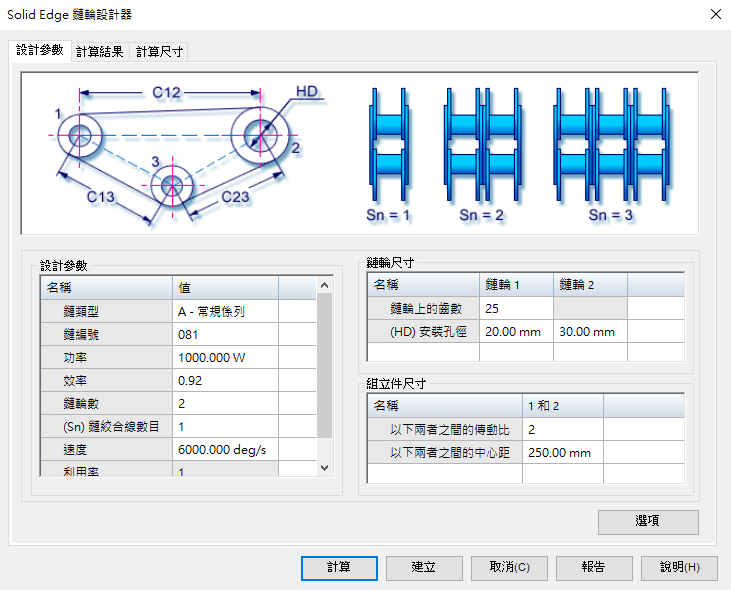 Solid Edge 鏈輪設計器
設計參數 計算結果 計算尺寸
C12 HD
1
2
3
C13 C23
Sn = 1 Sn = 2 Sn = 3
設計參數
名稱 值
鏈類型 A - 常規係列
鏈編號 081
功率 1000.000 W
效率 0.92
鏈輪數 2
(Sn) 鏈絞合線數目 1
速度 6000.000 deg/s
利用率 1
鏈輪尺寸
名稱 鏈輪 1 鏈輪 2
鏈輪上的齒數 25
(HD) 安裝孔徑 20.00 mm 30.00 mm
組立件尺寸
名稱 1 和 2
以下兩者之間的傳動比 2
以下兩者之間的中心距 250.00 mm
選項
計算 建立 取消(C) 報告 說明(H)